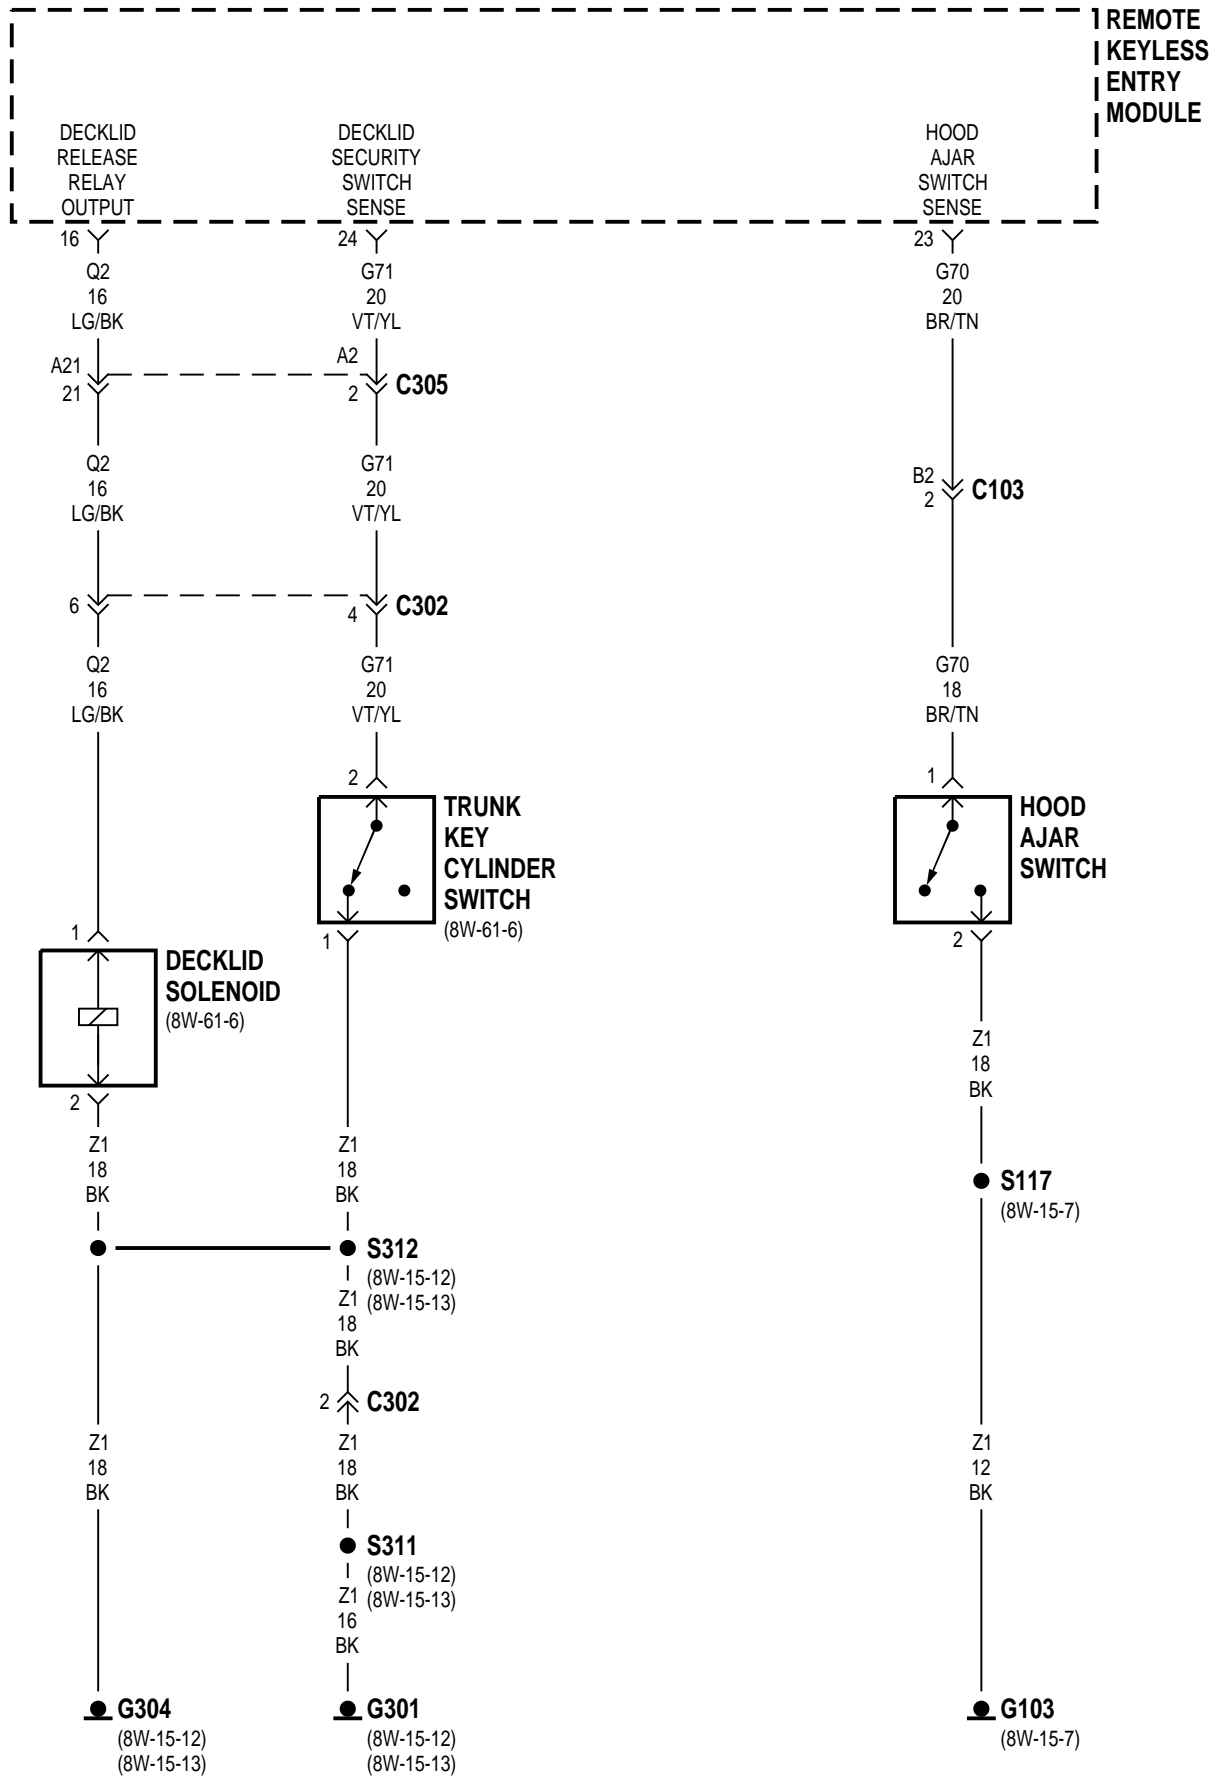 REMOTE
KEYLESS
ENTRY
MODULE
DECKLID
RELEASE
RELAY
OUTPUT
DECKLID
SECURITY
SWITCH
SENSE
HOOD
AJAR
SWITCH
SENSE
16
24
23
Q2
16
LG/BK
G71
20
VT/YL
G70
20
BR/TN
A21
21
A2
2
C305
Q2
16
LG/BK
G71
20
VT/YL
B2
2
C103
6
4
C302
Q2
16
LG/BK
G71
20
VT/YL
G70
18
BR/TN
2
TRUNK
KEY
CYLINDER
SWITCH
(8W-61-6)
1
1
HOOD
AJAR
SWITCH
2
1
DECKLID
SOLENOID
(8W-61-6)
2
Z1
18
BK
Z1
18
BK
Z1
18
BK
S117
(8W-15-7)
S312
(8W-15-12)
(8W-15-13)
Z1
18
BK
2
C302
Z1
18
BK
Z1
18
BK
Z1
12
BK
S311
(8W-15-12)
(8W-15-13)
Z1
16
BK
G304
(8W-15-12)
(8W-15-13)
G301
(8W-15-12)
(8W-15-13)
G103
(8W-15-7)